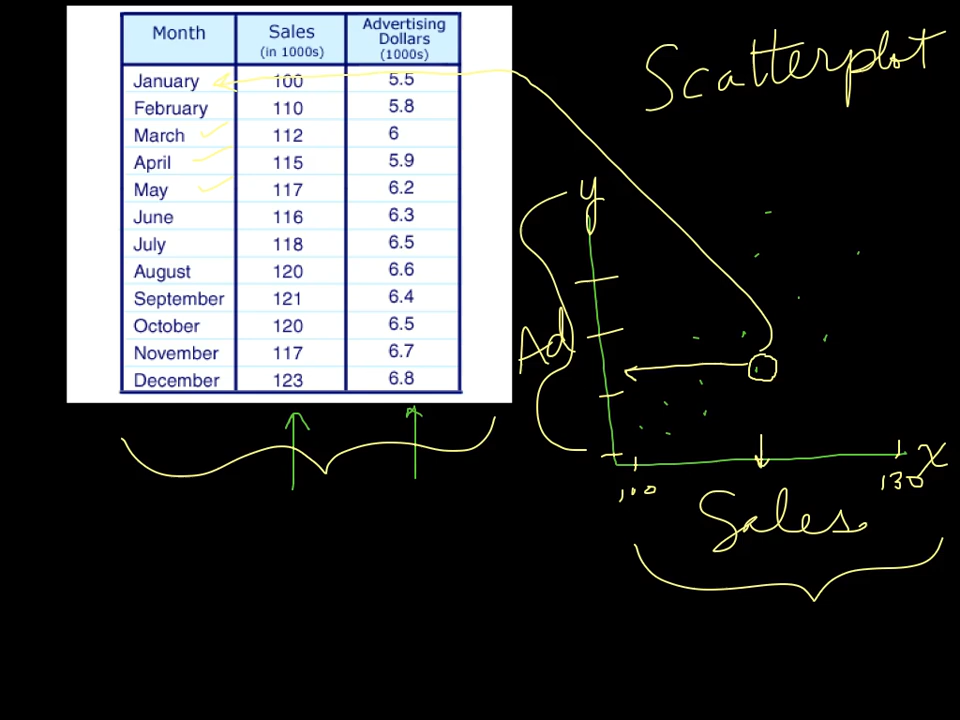 Month Sales (in 1000s) Advertising Dollars (1000s)
January 100 5.5
February 110 5.8
March 112 6
April 115 5.9
May 117 6.2
June 116 6.3
July 118 6.5
August 120 6.6
September 121 6.4
October 120 6.5
November 117 6.7
December 123 6.8
Scatterplot
y
Ad
x
100 130
Sales